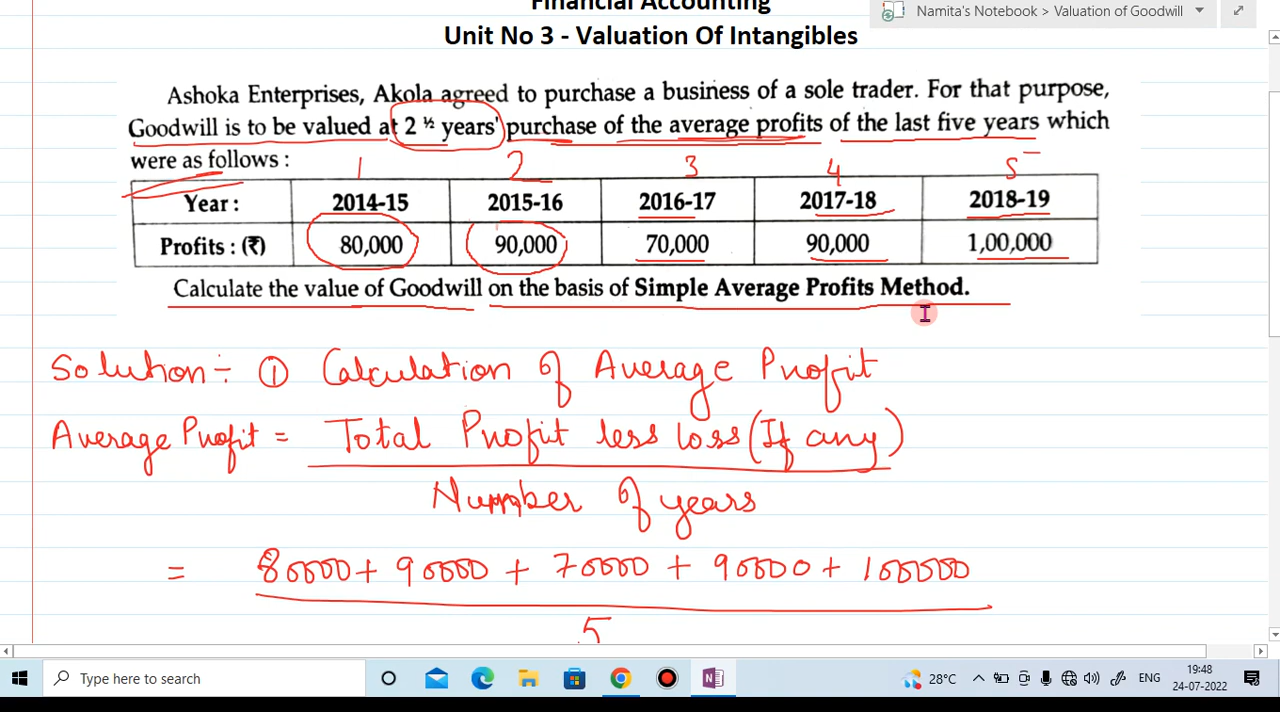 Financial Accounting
Namita's Notebook > Valuation of Goodwill
Unit No 3 - Valuation Of Intangibles
Ashoka Enterprises, Akola agreed to purchase a business of a sole trader. For that purpose,
Goodwill is to be valued at 2 ½ years' purchase of the average profits of the last five years which
were as follows :
1 2 3 4 5
Year : 2014-15 2015-16 2016-17 2017-18 2018-19
Profits : (₹) 80,000 90,000 70,000 90,000 1,00,000
Calculate the value of Goodwill on the basis of Simple Average Profits Method.
Solution :- ① Calculation of Average Profit
Average Profit = Total Profit less loss (If any)
Number of years
= 80000 + 90000 + 70000 + 90000 + 100000
5
Type here to search
28°C
ENG
19:48
24-07-2022